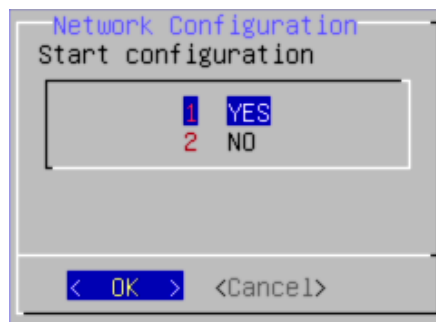 Network Configuration
Start configuration
1 YES
2 NO
< OK > <Cancel>